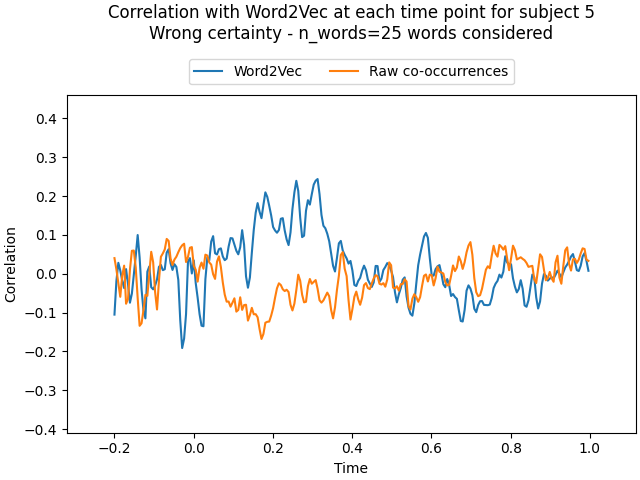 Correlation with Word2Vec at each time point for subject 5
Wrong certainty - n_words=25 words considered
Word2Vec
Raw co-occurrences
0.4
0.3
0.2
0.1
0.0
−0.1
−0.2
−0.3
−0.4
Correlation
−0.2
0.0
0.2
0.4
0.6
0.8
1.0
Time